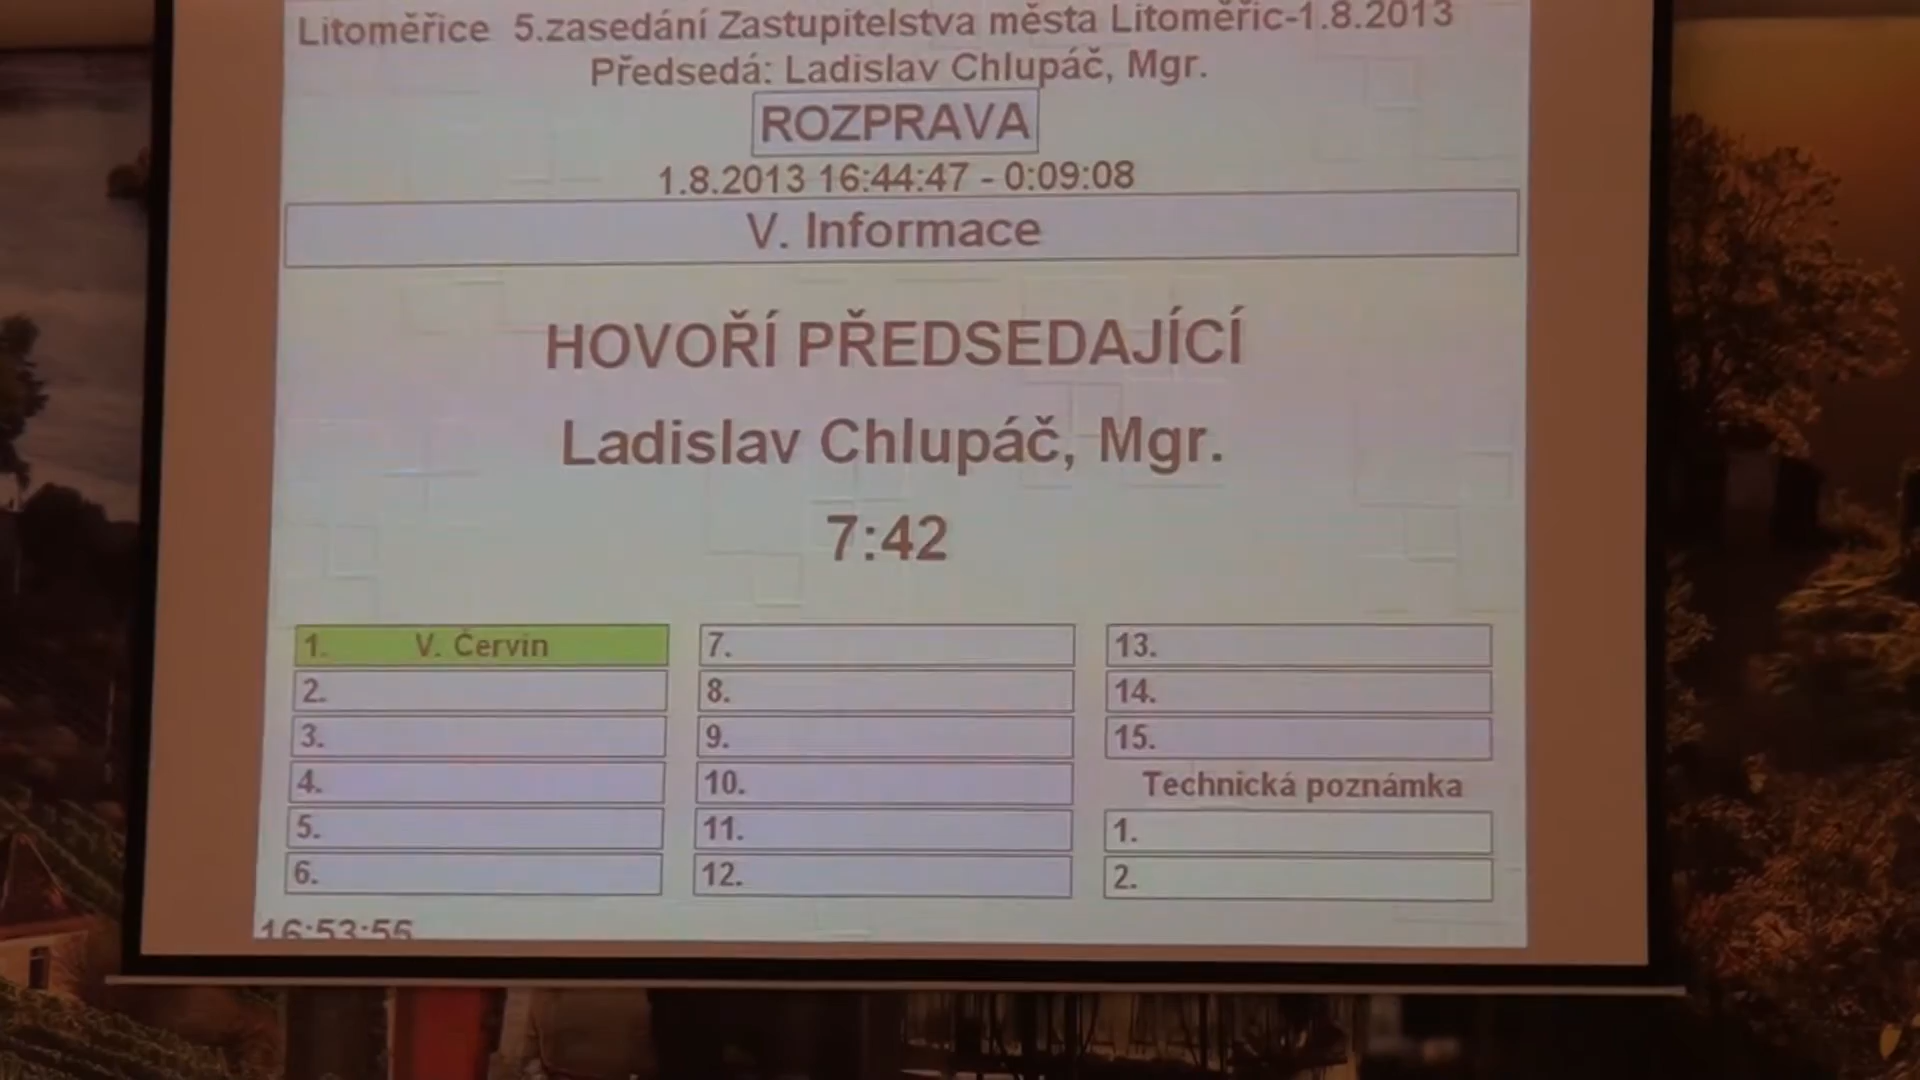 Litoměřice 5.zasedání Zastupitelstva města Litoměřic-1.8.2013
Předsedá: Ladislav Chlupáč, Mgr.
ROZPRAVA
1.8.2013 16:44:47 - 0:09:08
V. Informace
HOVOŘÍ PŘEDSEDAJÍCÍ
Ladislav Chlupáč, Mgr.
7:42
1. V. Červín
2.
3.
4.
5.
6.
7.
8.
9.
10.
11.
12.
13.
14.
15.
Technická poznámka
1.
2.
16:53:55